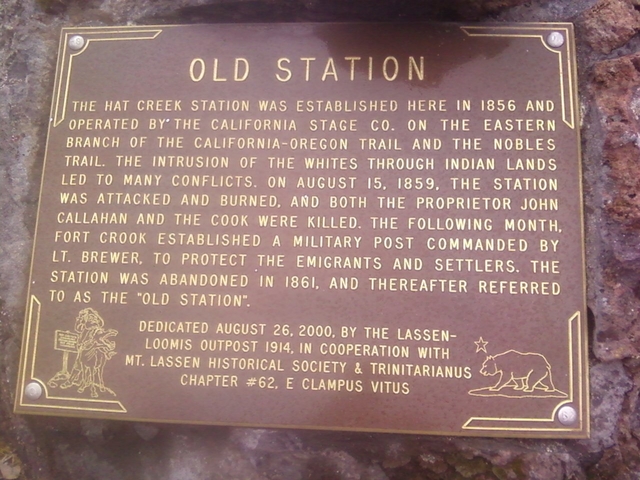 OLD STATION
THE HAT CREEK STATION WAS ESTABLISHED HERE IN 1856 AND
OPERATED BY THE CALIFORNIA STAGE CO. ON THE EASTERN
BRANCH OF THE CALIFORNIA-OREGON TRAIL AND THE NOBLES
TRAIL. THE INTRUSION OF THE WHITES THROUGH INDIAN LANDS
LED TO MANY CONFLICTS. ON AUGUST 15, 1859, THE STATION
WAS ATTACKED AND BURNED, AND BOTH THE PROPRIETOR JOHN
CALLAHAN AND THE COOK WERE KILLED. THE FOLLOWING MONTH,
FORT CROOK ESTABLISHED A MILITARY POST COMMANDED BY
LT. BREWER, TO PROTECT THE EMIGRANTS AND SETTLERS. THE
STATION WAS ABANDONED IN 1861, AND THEREAFTER REFERRED
TO AS THE "OLD STATION".
DEDICATED AUGUST 26, 2000, BY THE LASSEN-
LOOMIS OUTPOST 1914, IN COOPERATION WITH
MT. LASSEN HISTORICAL SOCIETY & TRINITARIANUS
CHAPTER #62, E CLAMPUS VITUS